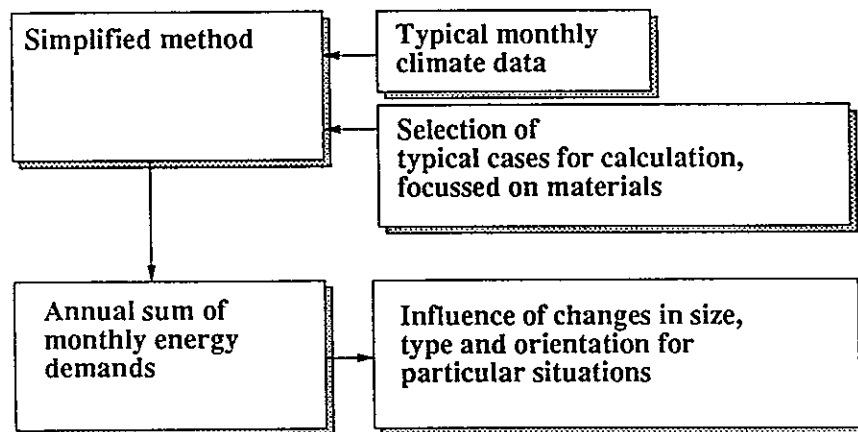 Simplified method
Typical monthly
climate data
Selection of
typical cases for calculation,
focussed on materials
Annual sum of
monthly energy
demands
Influence of changes in size,
type and orientation for
particular situations